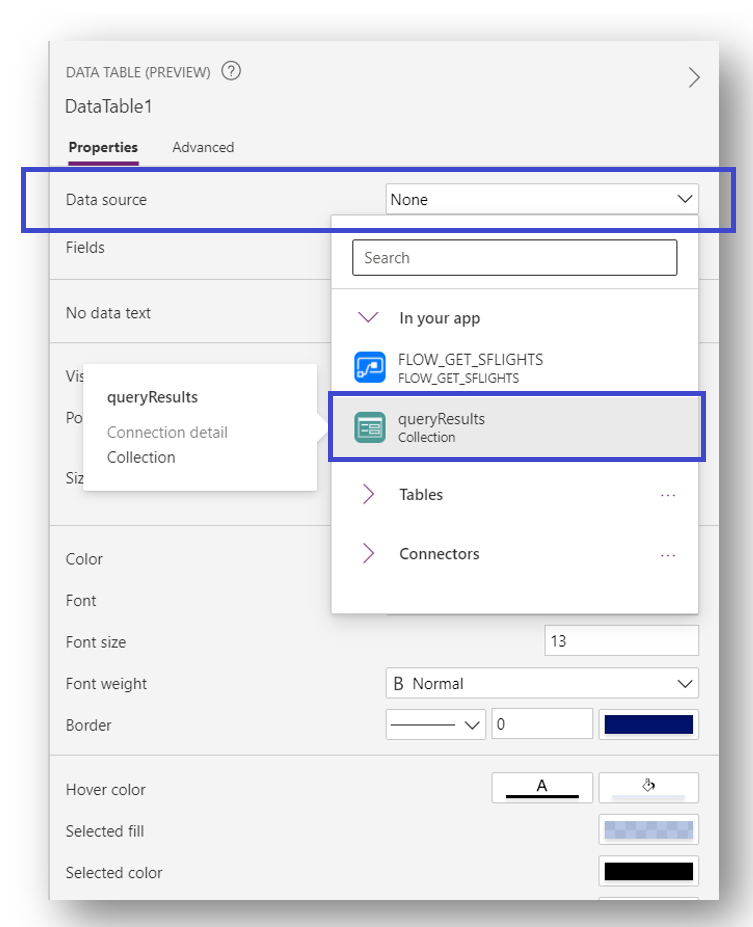 DATA TABLE (PREVIEW) ?
DataTable1
Properties Advanced
Data source None
Fields
Search
No data text
In your app
FLOW_GET_SFLIGHTS
FLOW_GET_SFLIGHTS
Vis
queryResults
Po
queryResults
Connection detail
Collection
Collection
Siz
Tables ...
Connectors ...
Color
Font
Font size 13
Font weight B Normal
Border 0
Hover color A
Selected fill
Selected color